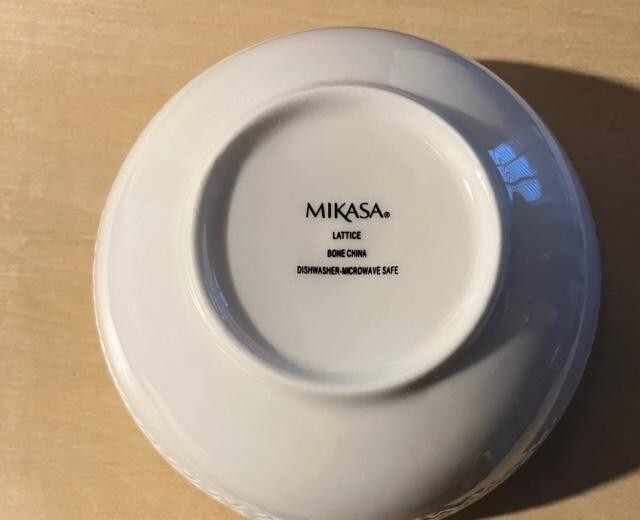 MIKASA®
LATTICE
BONE CHINA
DISHWASHER-MICROWAVE SAFE